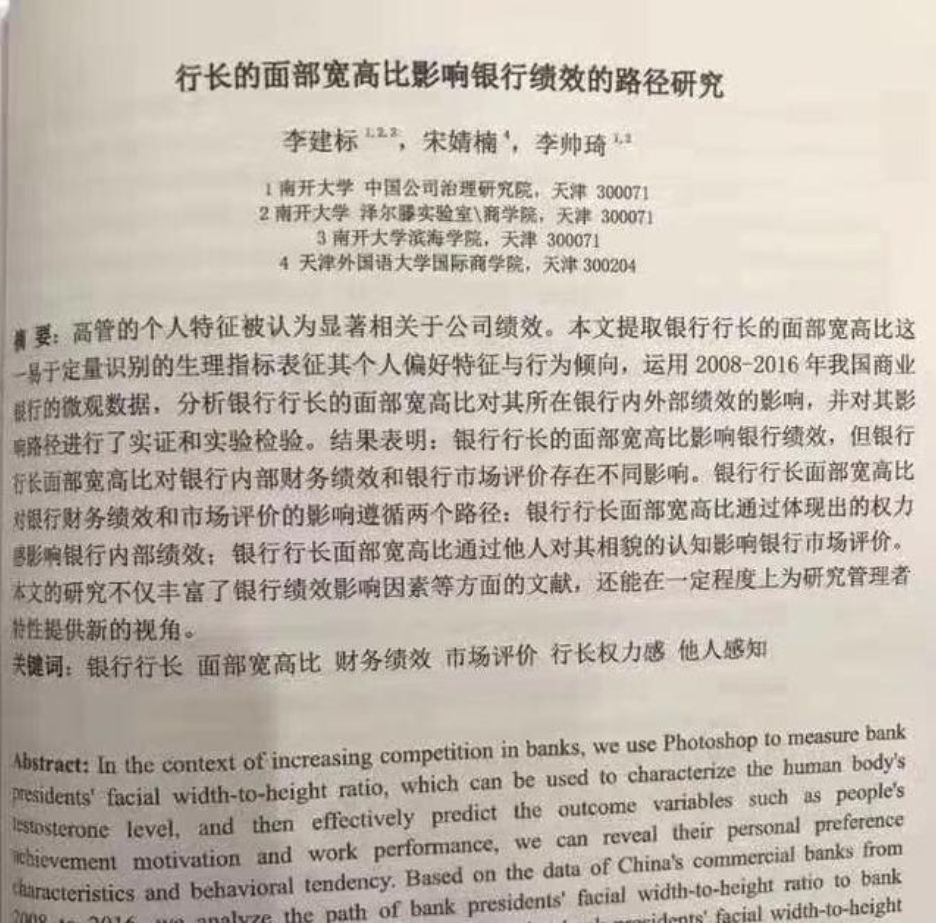 行长的面部宽高比影响银行绩效的路径研究
李建标1,2,3，宋婧楠4，李帅琦1,2
1 南开大学 中国公司治理研究院，天津 300071
2 南开大学 泽尔滕实验室\商学院，天津 300071
3 南开大学滨海学院，天津 300071
4 天津外国语大学国际商学院，天津 300204
摘 要：高管的个人特征被认为显著相关于公司绩效。本文提取银行行长的面部宽高比这
一易于定量识别的生理指标表征其个人偏好特征与行为倾向，运用 2008-2016 年我国商业
银行的微观数据，分析银行行长的面部宽高比对其所在银行内外部绩效的影响，并对其影
响路径进行了实证和实验检验。结果表明：银行行长的面部宽高比影响银行绩效，但银行
行长面部宽高比对银行内部财务绩效和银行市场评价存在不同影响。银行行长面部宽高比
对银行财务绩效和市场评价的影响遵循两个路径：银行行长面部宽高比通过体现出的权力
感影响银行内部绩效；银行行长面部宽高比通过他人对其相貌的认知影响银行市场评价。
本文的研究不仅丰富了银行绩效影响因素等方面的文献，还能在一定程度上为研究管理者
特性提供新的视角。
关键词：银行行长 面部宽高比 财务绩效 市场评价 行长权力感 他人感知
Abstract: In the context of increasing competition in banks, we use Photoshop to measure bank
presidents' facial width-to-height ratio, which can be used to characterize the human body's
testosterone level, and then effectively predict the outcome variables such as people's
achievement motivation and work performance, we can reveal their personal preference
characteristics and behavioral tendency. Based on the data of China's commercial banks from
2008 to 2016, we analyze the path of bank presidents' facial width-to-height ratio to bank
presidents' facial width-to-height